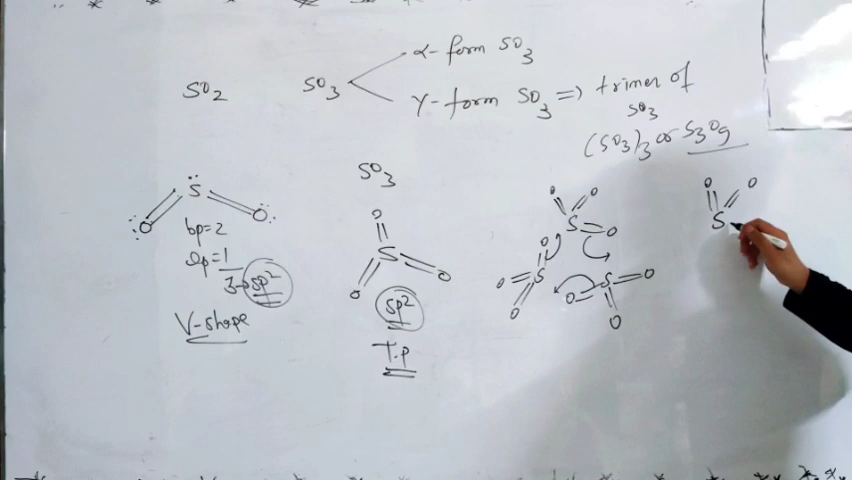 α- form SO3
SO2
SO3
γ-form SO3 ⇒ trimer of
SO3
(SO3)3 or S3O9
SO3
S
O
O
bp=2
lp=1
3→sp2
V-shape
O
S
O
O
sp2
T.p
O
O
S
O
O
S
O
O
S
O
O
O
O
O
S